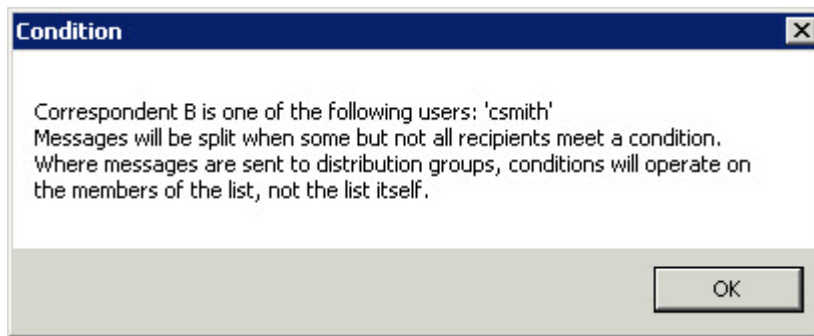 Condition
Correspondent B is one of the following users: 'csmith'
Messages will be split when some but not all recipients meet a condition.
Where messages are sent to distribution groups, conditions will operate on
the members of the list, not the list itself.
OK